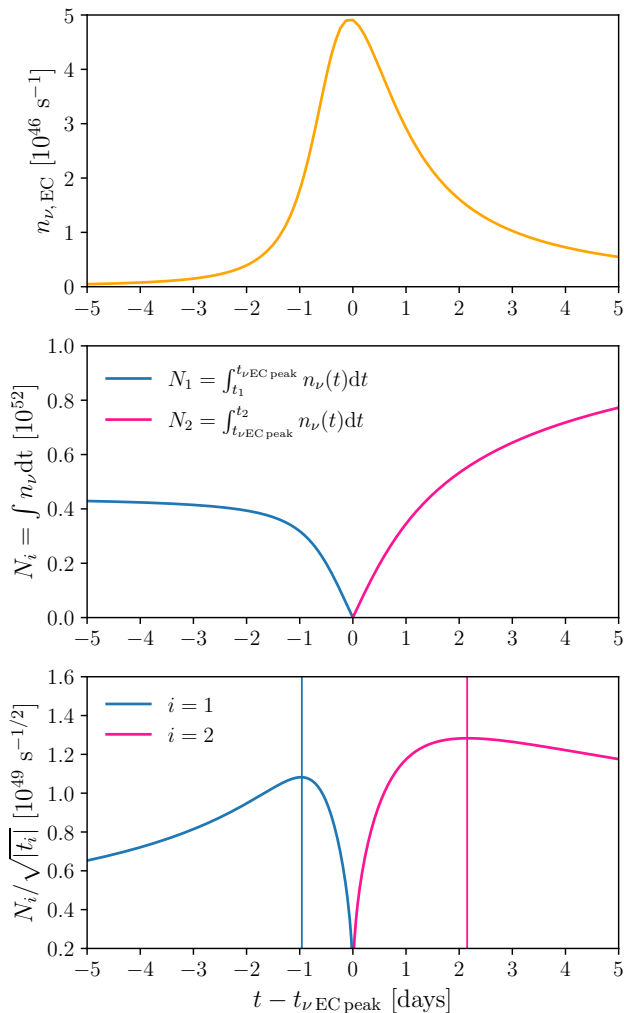 5
4
3
2
1
0
n_{ν, EC} [10^{46} s^{−1}]
−5 −4 −3 −2 −1 0 1 2 3 4 5
1.0
0.8
0.6
0.4
0.2
0.0
N_i = ∫ n_ν dt [10^{52}]
N_1 = ∫_{t_1}^{t_{ν EC peak}} n_ν(t)dt
N_2 = ∫_{t_{ν EC peak}}^{t_2} n_ν(t)dt
−5 −4 −3 −2 −1 0 1 2 3 4 5
1.6
1.4
1.2
1.0
0.8
0.6
0.4
0.2
N_i/√|t_i| [10^{49} s^{−1/2}]
i = 1
i = 2
−5 −4 −3 −2 −1 0 1 2 3 4 5
t − t_{ν EC peak} [days]